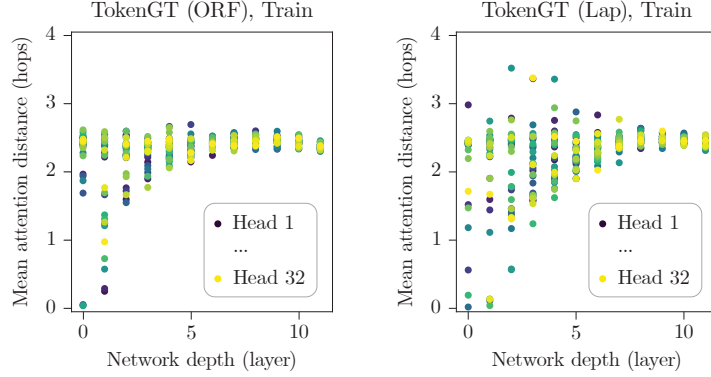 TokenGT (ORF), Train
4
3
2
1
0
Mean attention distance (hops)
Head 1
...
Head 32
0
5
10
Network depth (layer)
TokenGT (Lap), Train
4
3
2
1
0
Mean attention distance (hops)
Head 1
...
Head 32
0
5
10
Network depth (layer)